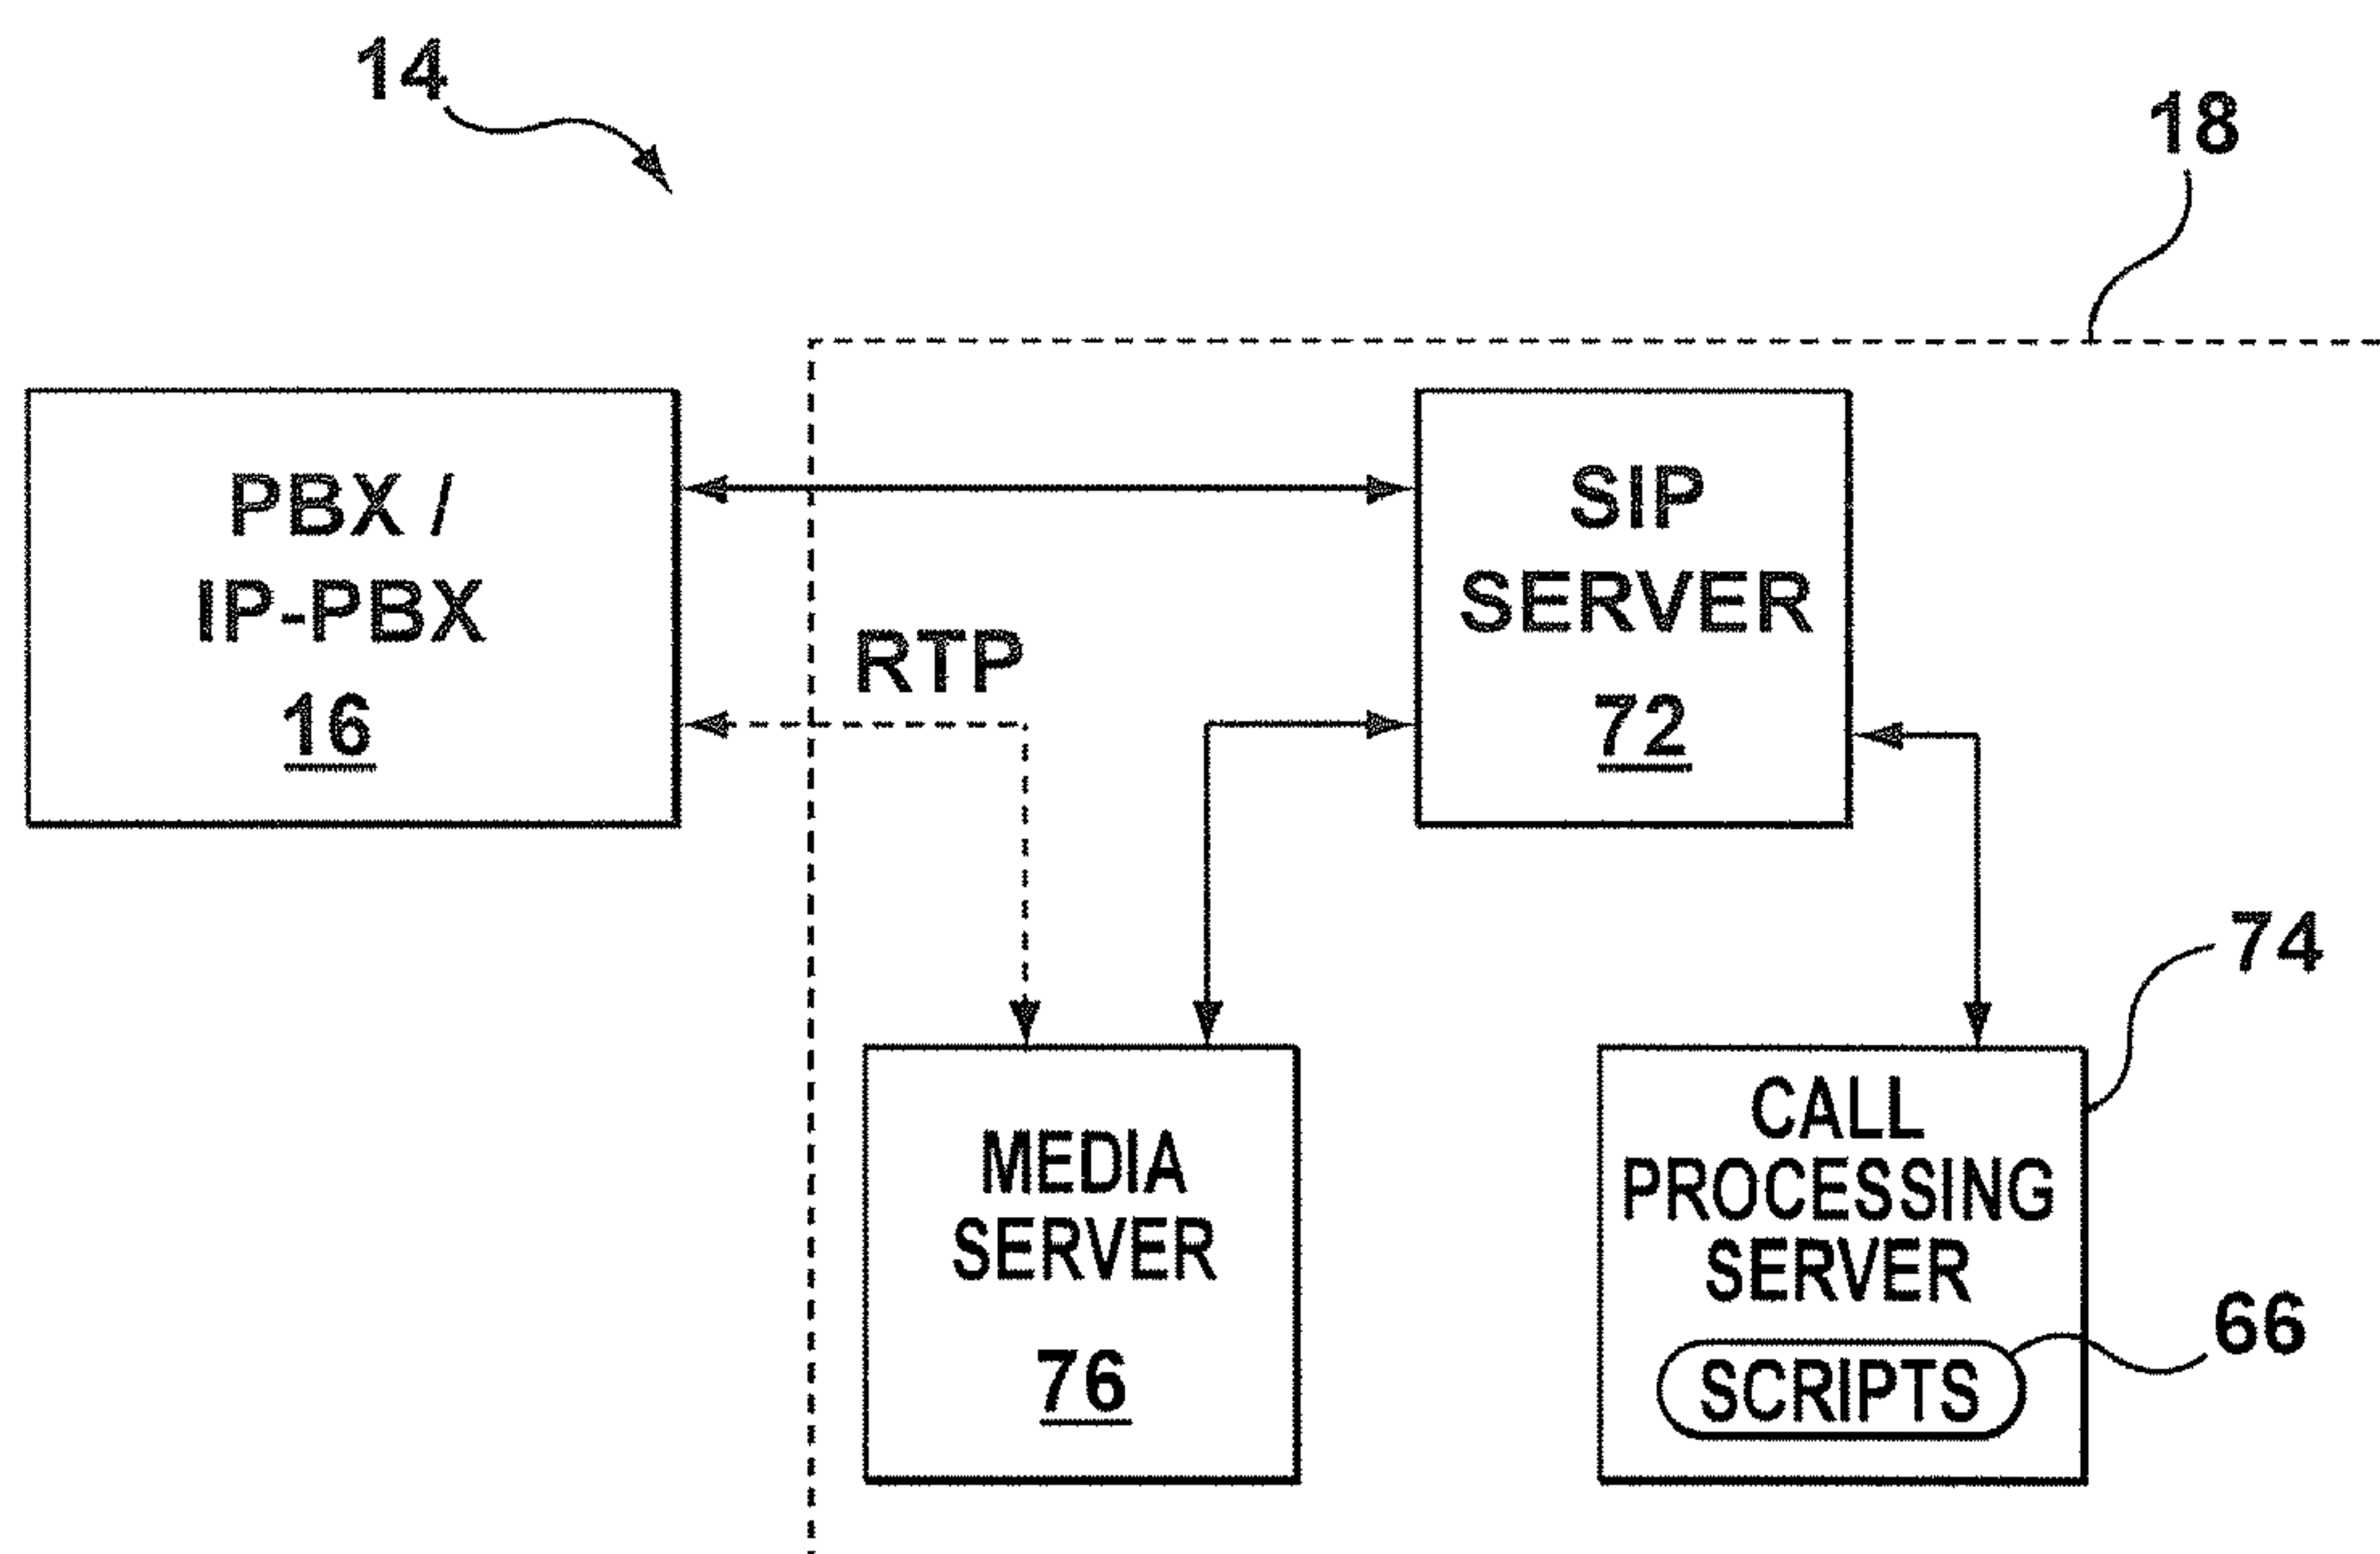 14
18
PBX /
IP-PBX
16
SIP
SERVER
72
RTP
74
MEDIA
SERVER
76
CALL
PROCESSING
SERVER
SCRIPTS
66